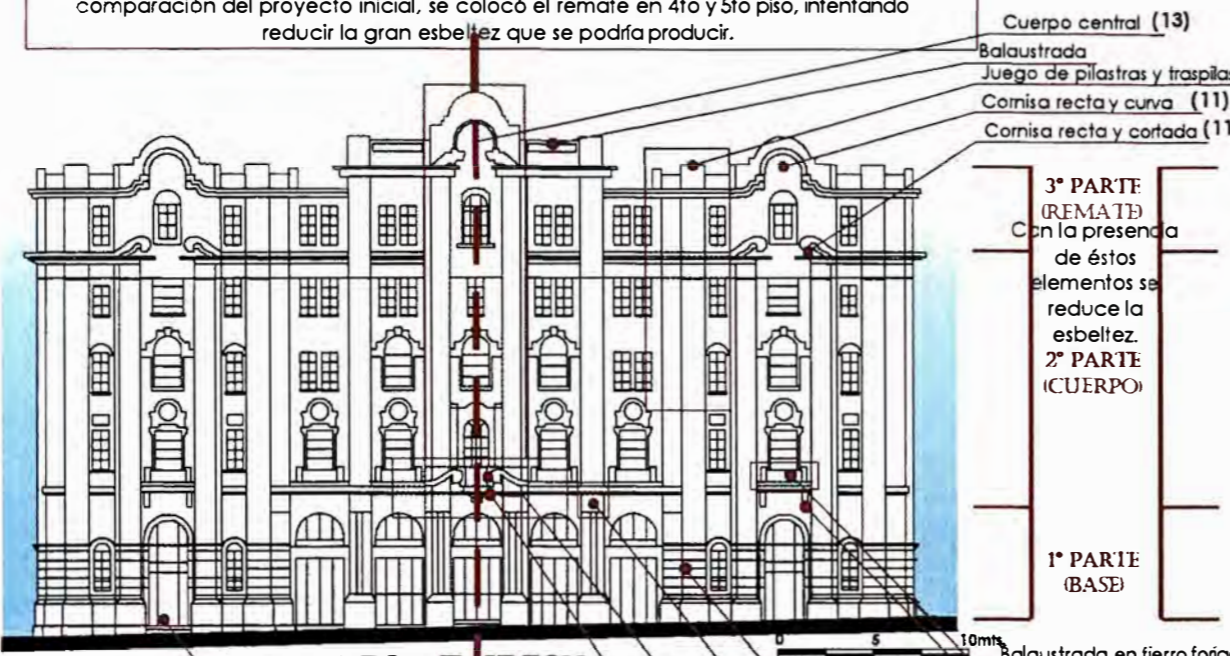 comparación del proyecto inicial, se colocó el remate en 4to y 5to piso, intentando
reducir la gran esbeltez que se podría producir.
Cuerpo central (13)
Balaustrada
Juego de pilastras y
Cornisa recta y curva (11)
Cornisa recta y cortada
3° PARTE
(REMATE)
Con la presencia
de éstos
elementos se
reduce la
esbeltez.
2° PARTE
(CUERPO)
1° PARTE
(BASE)
0 5 10mts
Balaustrada en fierro